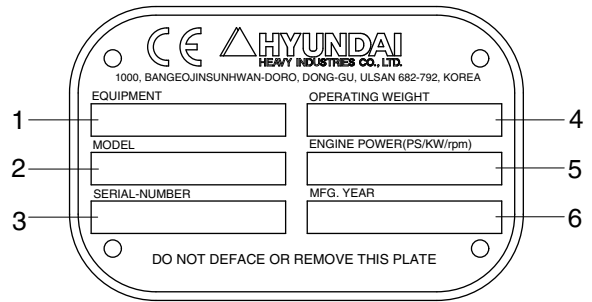 CE HYUNDAI
HEAVY INDUSTRIES CO., LTD.
1000, BANGEOJINSUNHWAN-DORO, DONG-GU, ULSAN 682-792, KOREA
EQUIPMENT OPERATING WEIGHT
1 4
MODEL ENGINE POWER(PS/KW/rpm)
2 5
SERIAL-NUMBER MFG. YEAR
3 6
DO NOT DEFACE OR REMOVE THIS PLATE